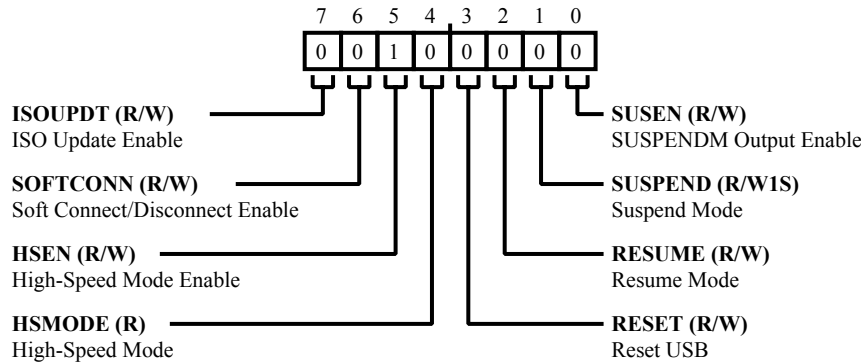 7 6 5 4 3 2 1 0
0 0 1 0 0 0 0 0
ISOUPDT (R/W)
ISO Update Enable
SOFTCONN (R/W)
Soft Connect/Disconnect Enable
HSEN (R/W)
High-Speed Mode Enable
HSMODE (R)
High-Speed Mode
SUSEN (R/W)
SUSPENDM Output Enable
SUSPEND (R/W1S)
Suspend Mode
RESUME (R/W)
Resume Mode
RESET (R/W)
Reset USB